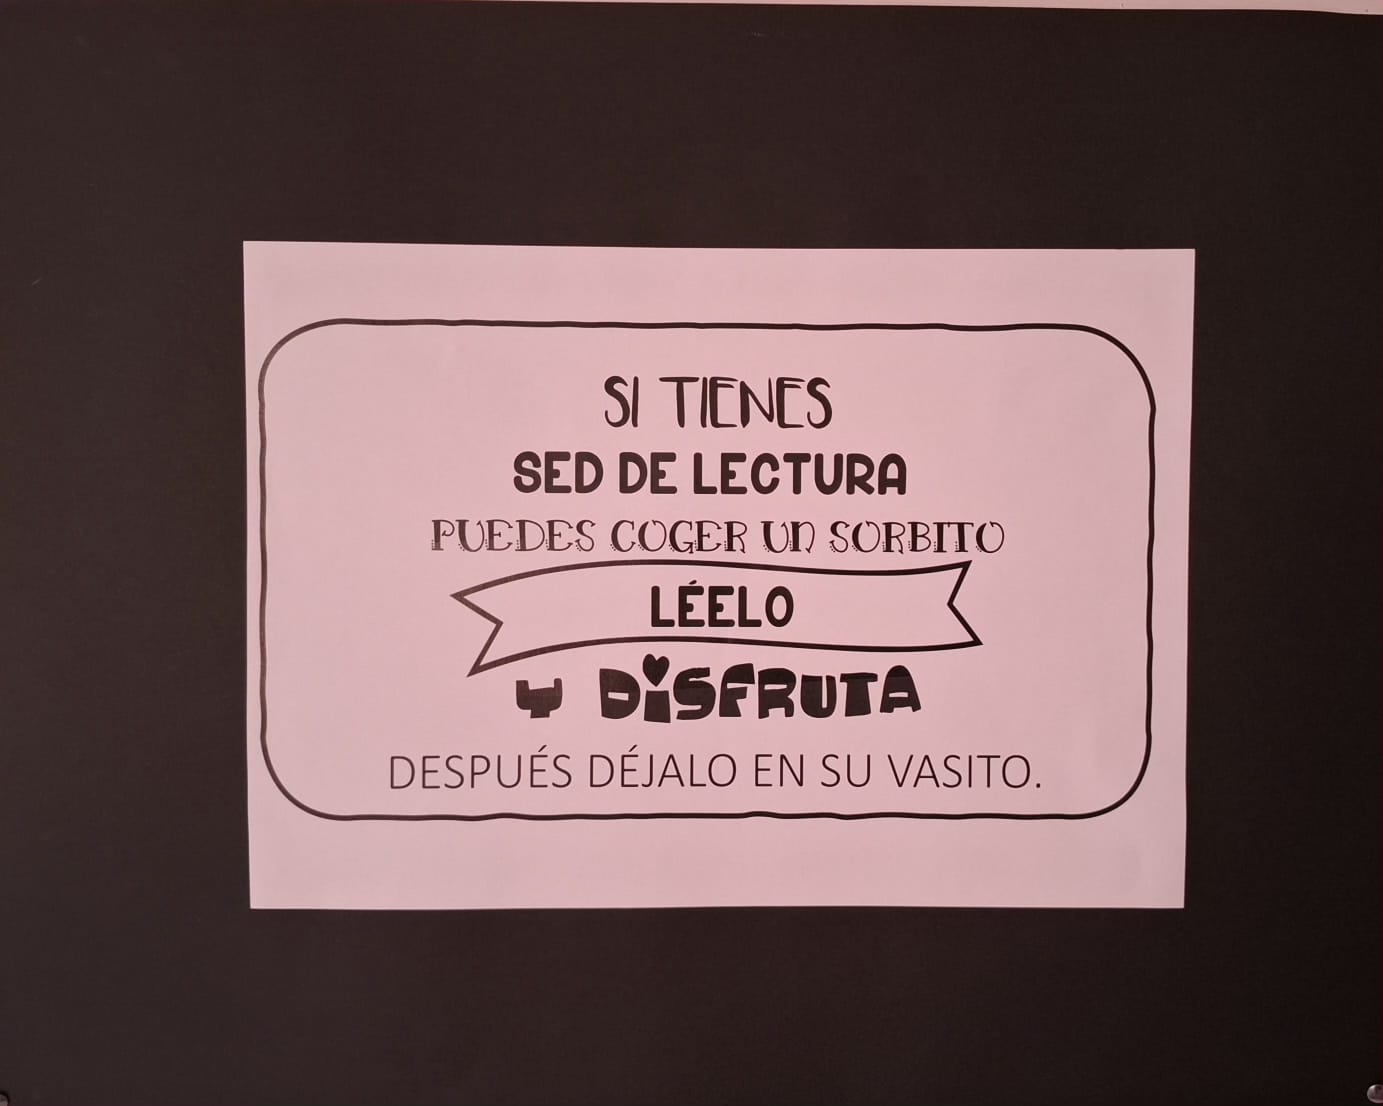 SI TIENES
SED DE LECTURA
PUEDES COGER UN SORBITO
LÉELO
Y DISFRUTA
DESPUÉS DÉJALO EN SU VASITO.